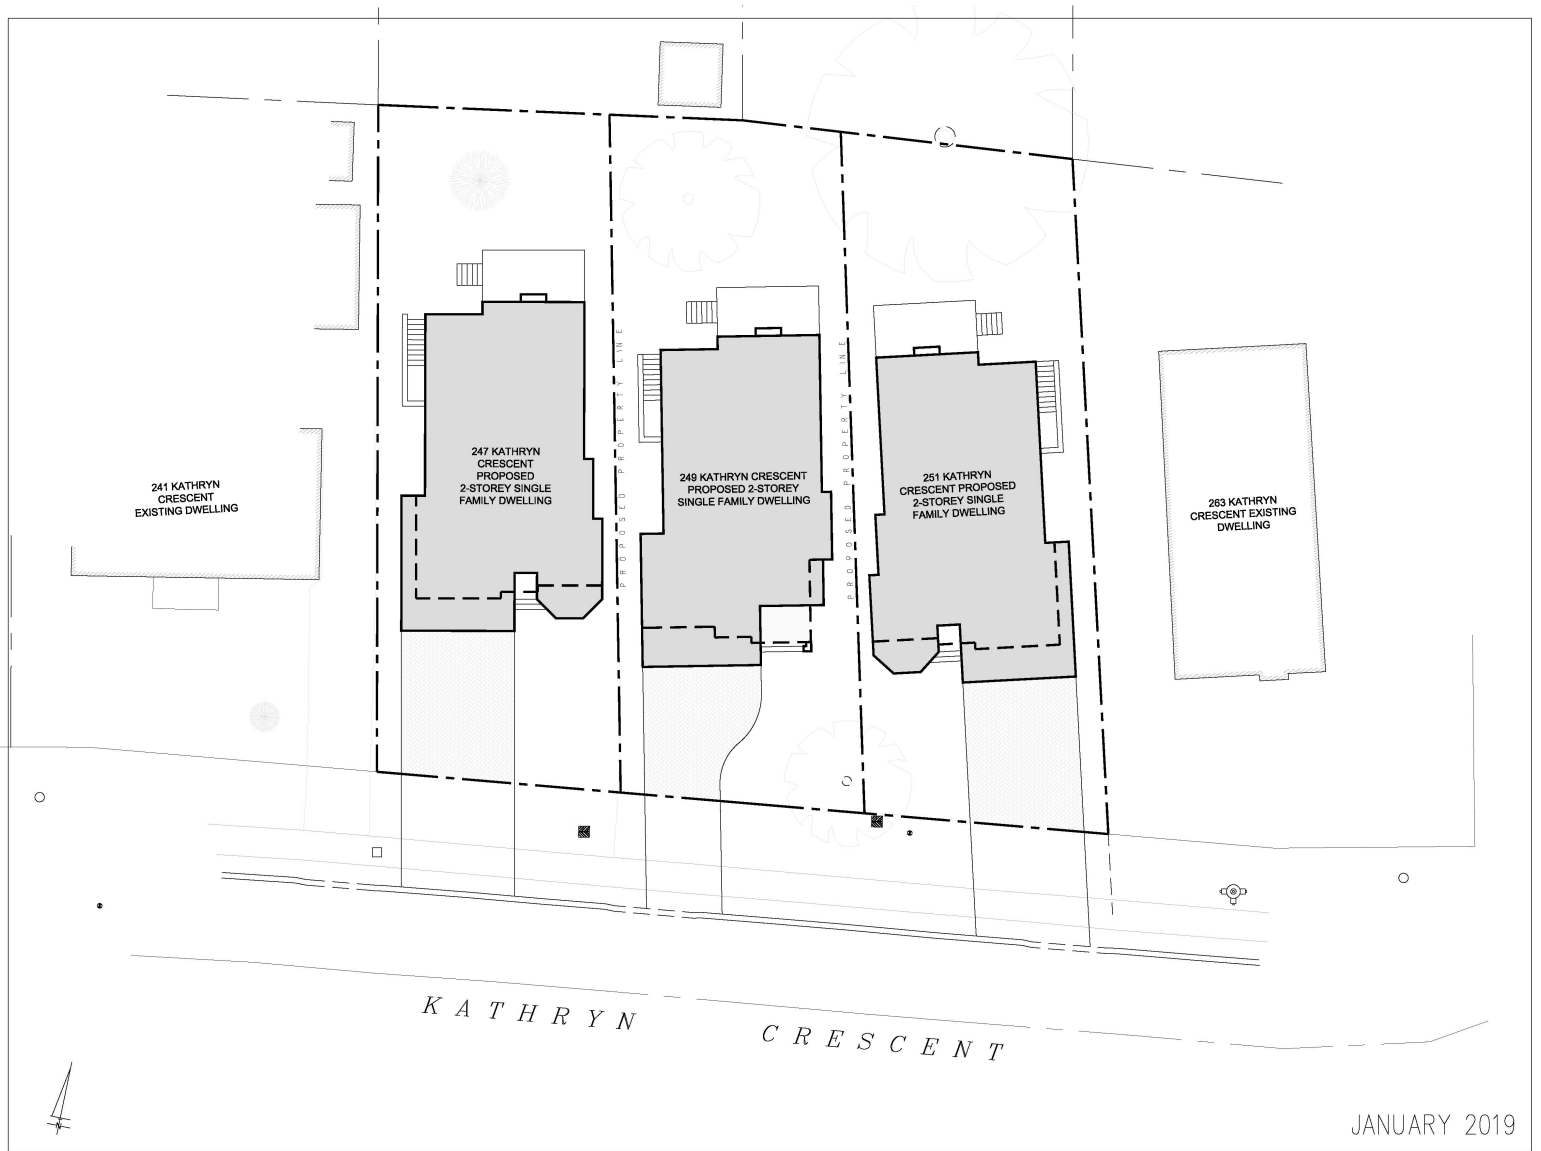 PROPOSED PROPERTY LINE
PROPOSED PROPERTY LINE
247 KATHRYN
CRESCENT
PROPOSED
2-STOREY SINGLE
FAMILY DWELLING
249 KATHRYN CRESCENT
PROPOSED 2-STOREY
SINGLE FAMILY DWELLING
251 KATHRYN
CRESCENT PROPOSED
2-STOREY SINGLE
FAMILY DWELLING
241 KATHRYN
CRESCENT
EXISTING DWELLING
263 KATHRYN
CRESCENT EXISTING
DWELLING
KATHRYN CRESCENT
N
JANUARY 2019